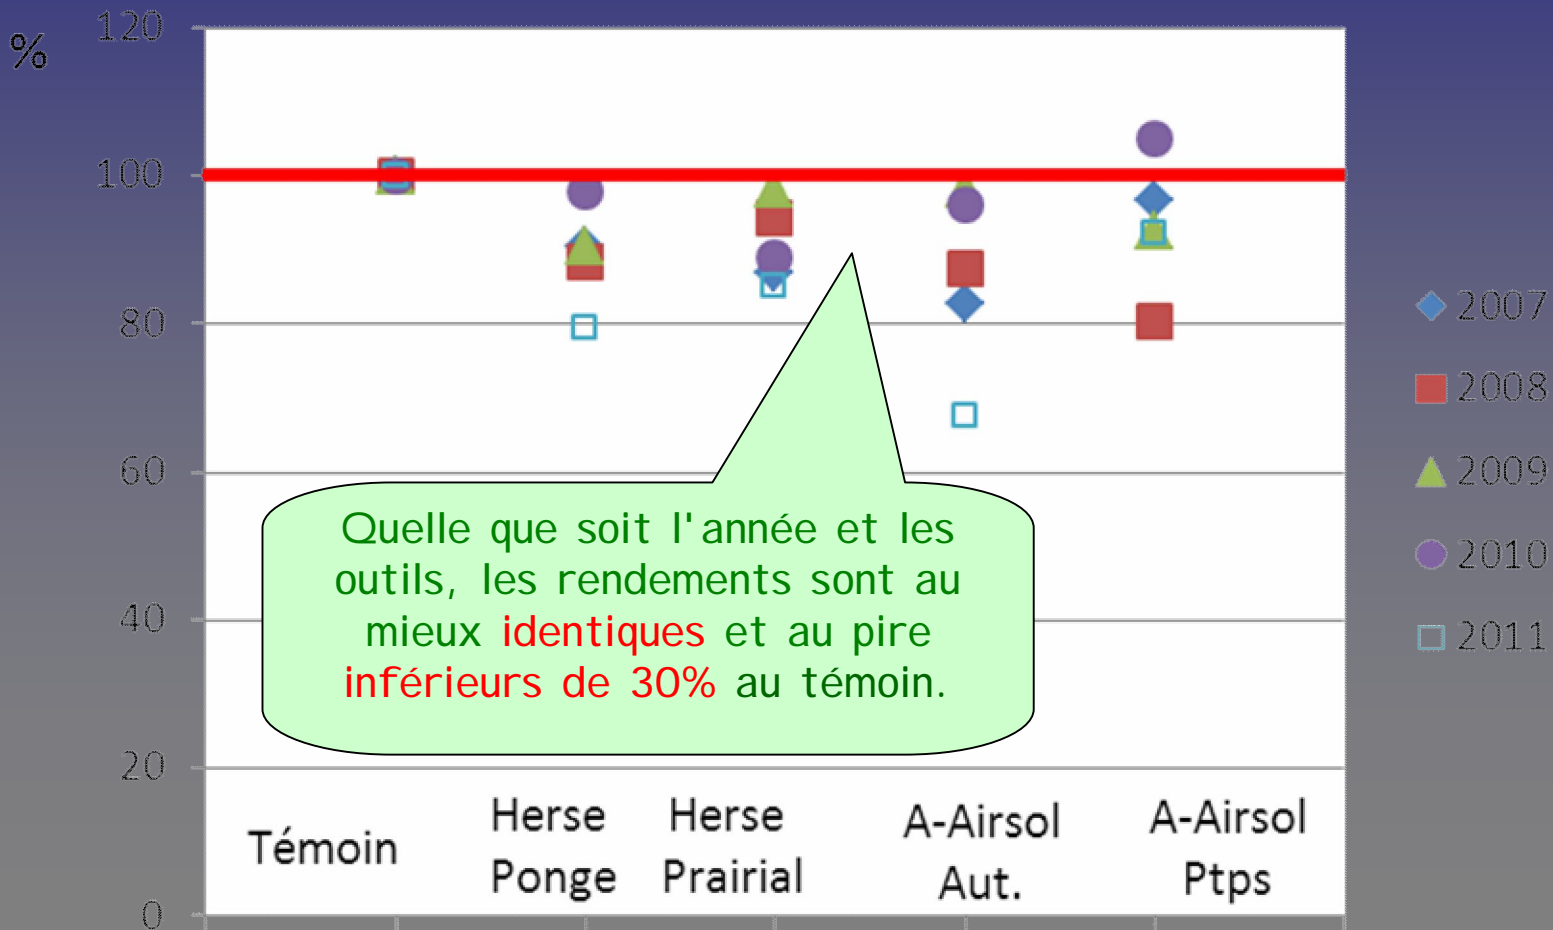 %
120
100
80
60
40
20
0
Quelle que soit l'année et les
outils, les rendements sont au
mieux identiques et au pire
inférieurs de 30% au témoin.
Témoin
Herse
Ponge
Herse
Prairial
A-Airsol
Aut.
A-Airsol
Ptps
2007
2008
2009
2010
2011